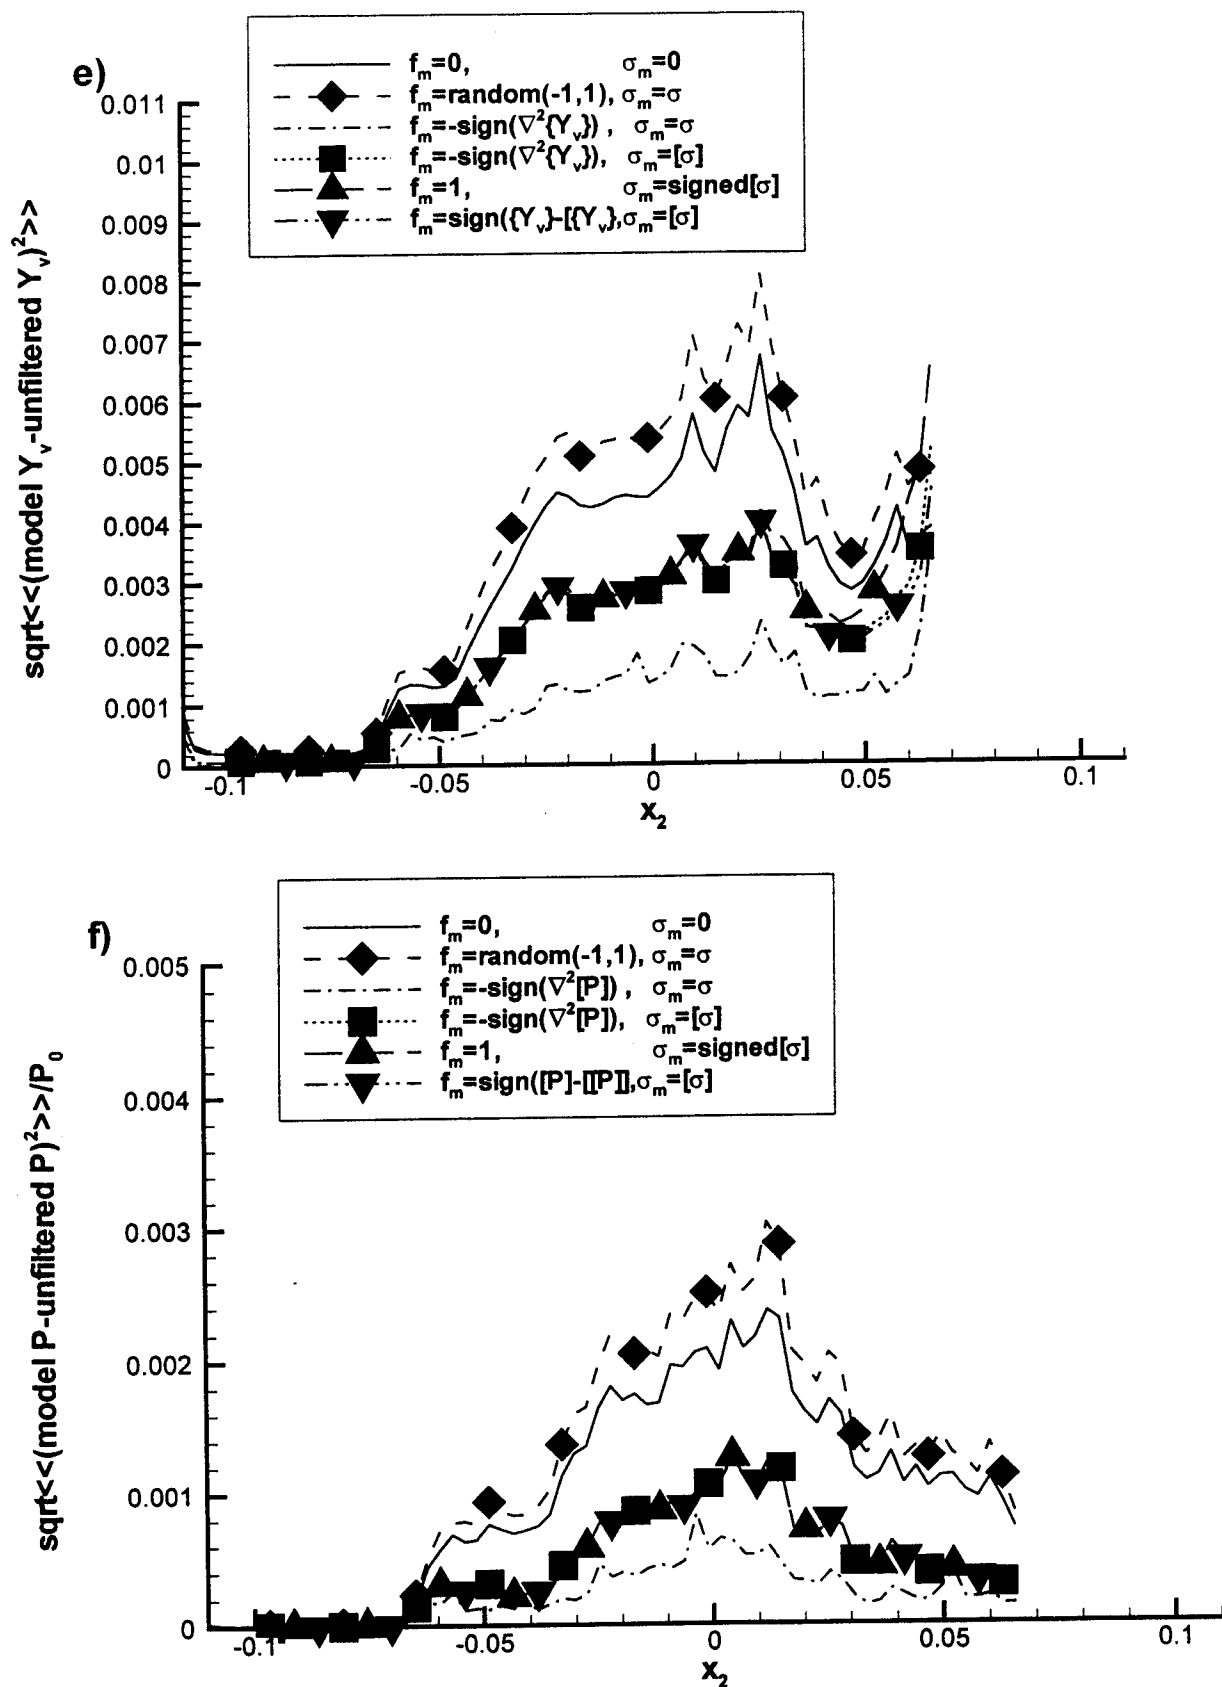 e)
f_m=0, σ_m=0
f_m=random(-1,1), σ_m=σ
f_m=-sign(∇²{Y_v}) , σ_m=σ
f_m=-sign(∇²{Y_v}), σ_m=[σ]
f_m=1, σ_m=signed[σ]
f_m=sign({Y_v}-[{Y_v},σ_m=[σ]
0.011
0.01
0.009
0.008
0.007
0.006
0.005
0.004
0.003
0.002
0.001
0
sqrt<<(model Y_v-unfiltered Y_v)²>>
-0.1 -0.05 0 0.05 0.1
x_2
f)
f_m=0, σ_m=0
f_m=random(-1,1), σ_m=σ
f_m=-sign(∇²[P]) , σ_m=σ
f_m=-sign(∇²[P]), σ_m=[σ]
f_m=1, σ_m=signed[σ]
f_m=sign([P]-[[P]],σ_m=[σ]
0.005
0.004
0.003
0.002
0.001
0
sqrt<<(model P-unfiltered P)²>>/P_0
-0.1 -0.05 0 0.05 0.1
x_2